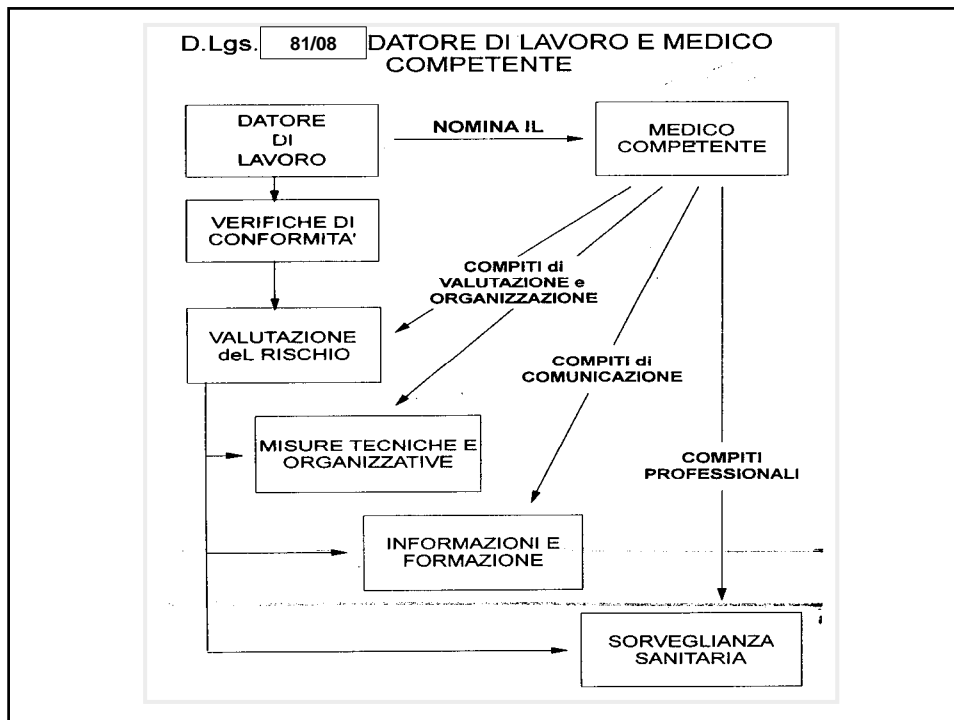 D.Lgs. 81/08 DATORE DI LAVORO E MEDICO
COMPETENTE
DATORE
DI
LAVORO
NOMINA IL
MEDICO
COMPETENTE
VERIFICHE DI
CONFORMITA'
COMPITI di
VALUTAZIONE e
ORGANIZZAZIONE
VALUTAZIONE
deL RISCHIO
COMPITI di
COMUNICAZIONE
MISURE TECNICHE E
ORGANIZZATIVE
COMPITI
PROFESSIONALI
INFORMAZIONI E
FORMAZIONE
SORVEGLIANZA
SANITARIA